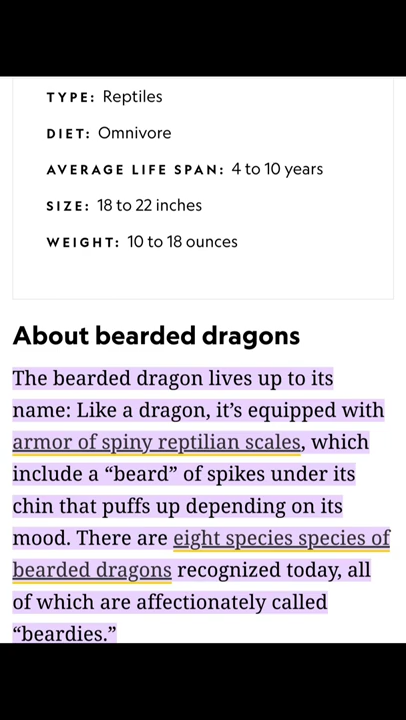 TYPE: Reptiles
DIET: Omnivore
AVERAGE LIFE SPAN: 4 to 10 years
SIZE: 18 to 22 inches
WEIGHT: 10 to 18 ounces
About bearded dragons
The bearded dragon lives up to its
name: Like a dragon, it’s equipped with
armor of spiny reptilian scales, which
include a “beard” of spikes under its
chin that puffs up depending on its
mood. There are eight species species of
bearded dragons recognized today, all
of which are affectionately called
“beardies.”